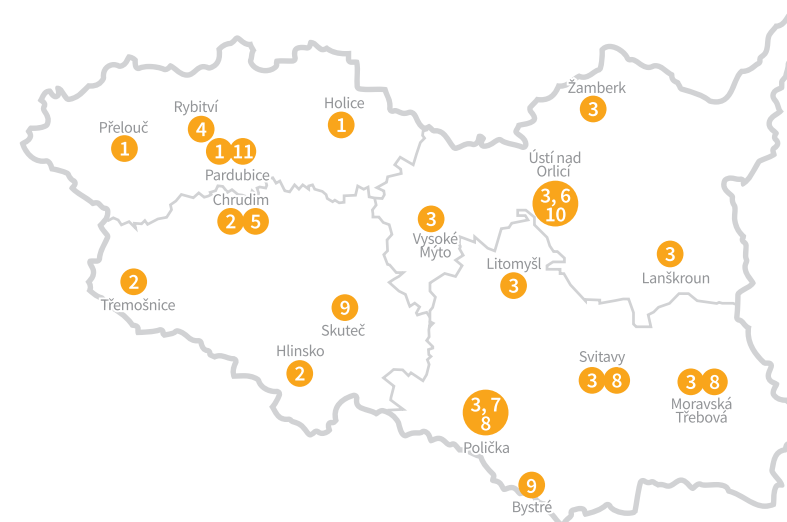 Žamberk
3
Holice
1
Rybitví
4
Přelouč
1
1 11
Pardubice
Ústí nad
Orlicí
3, 6
10
Chrudim
2 5
3
Vysoké
Mýto
3
Lanškroun
Litomyšl
3
2
Třemošnice
9
Skuteč
Hlinsko
2
Svitavy
3 8
3 8
Moravská
Třebová
3, 7
8
Polička
9
Bystré